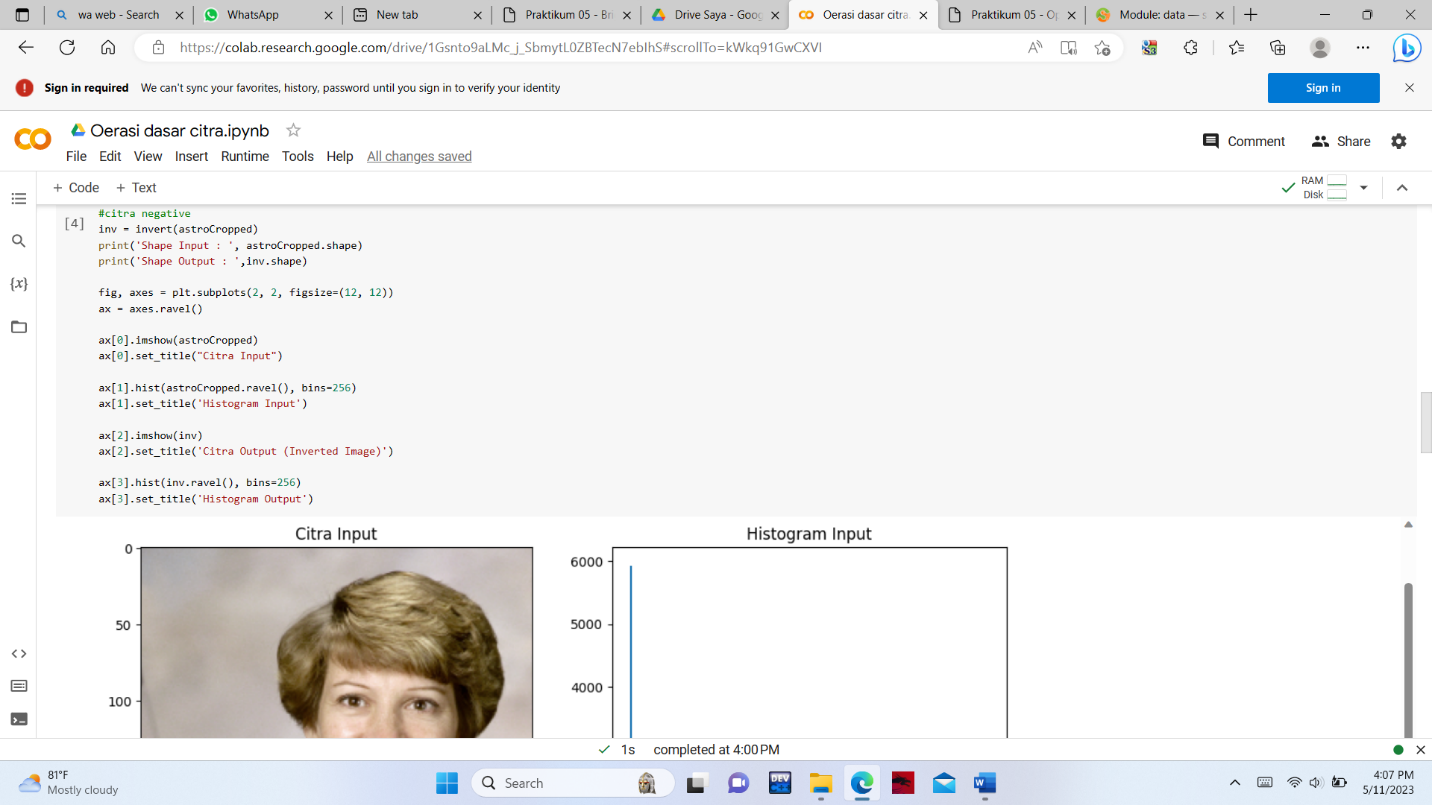 wa web - Search
WhatsApp
New tab
Praktikum 05 - Bri
Drive Saya - Goog
Oerasi dasar citra.
Praktikum 05 - Op
Module: data — s
https://colab.research.google.com/drive/1Gsnto9aLMc_j_SbmytL0ZBTecN7ebIhS#scrollTo=kWkq91GwCXVI
Sign in required We can't sync your favorites, history, password until you sign in to verify your identity
Sign in
Oerasi dasar citra.ipynb
Comment
Share
File Edit View Insert Runtime Tools Help All changes saved
+ Code + Text
RAM
Disk
[4]
#citra negative
inv = invert(astroCropped)
print('Shape Input : ', astroCropped.shape)
print('Shape Output : ',inv.shape)
fig, axes = plt.subplots(2, 2, figsize=(12, 12))
ax = axes.ravel()
ax[0].imshow(astroCropped)
ax[0].set_title("Citra Input")
ax[1].hist(astroCropped.ravel(), bins=256)
ax[1].set_title('Histogram Input')
ax[2].imshow(inv)
ax[2].set_title('Citra Output (Inverted Image)')
ax[3].hist(inv.ravel(), bins=256)
ax[3].set_title('Histogram Output')
Citra Input
0
50
100
Histogram Input
6000
5000
4000
1s completed at 4:00 PM
81°F
Mostly cloudy
Search
DEV
4:07 PM
5/11/2023